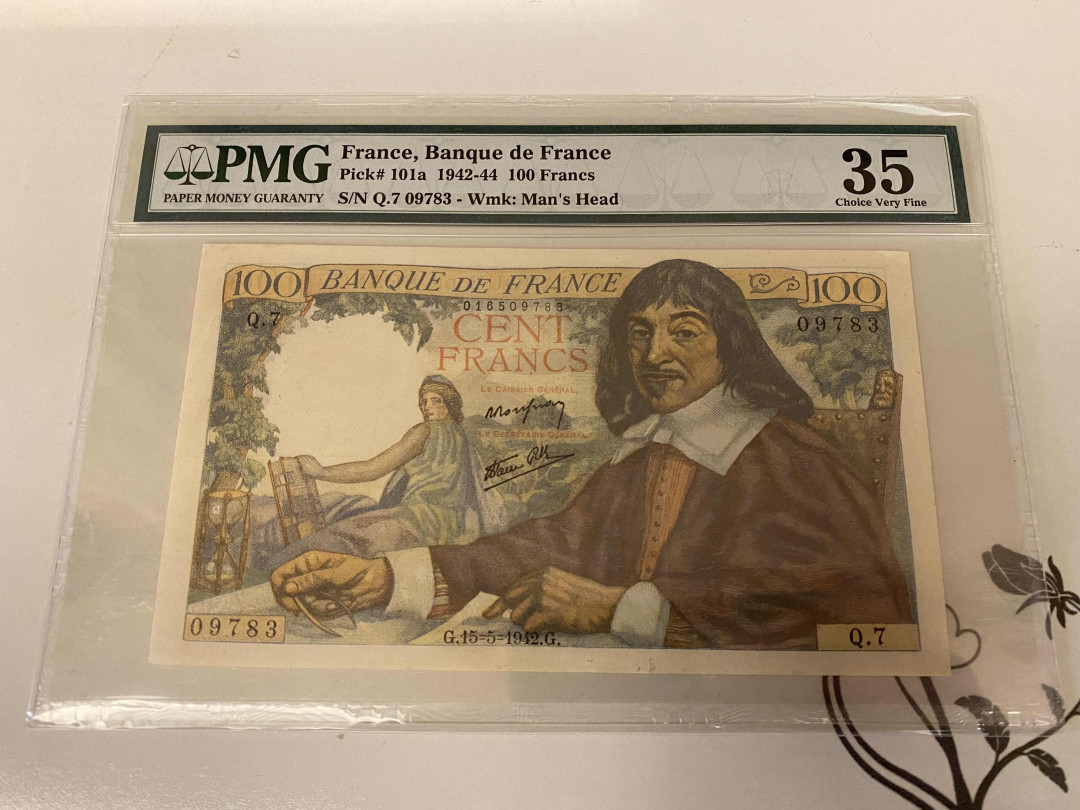 PMG
PAPER MONEY GUARANTY
France, Banque de France
Pick# 101a 1942-44 100 Francs
S/N Q.7 09783 - Wmk: Man's Head
35
Choice Very Fine
100 BANQUE DE FRANCE 100
016509783
Q.7
09783
CENT
FRANCS
LE CAISSIER GÉNÉRAL,
LE SECRÉTAIRE GÉNÉRAL,
09783
G.15=5=1942.G.
Q.7